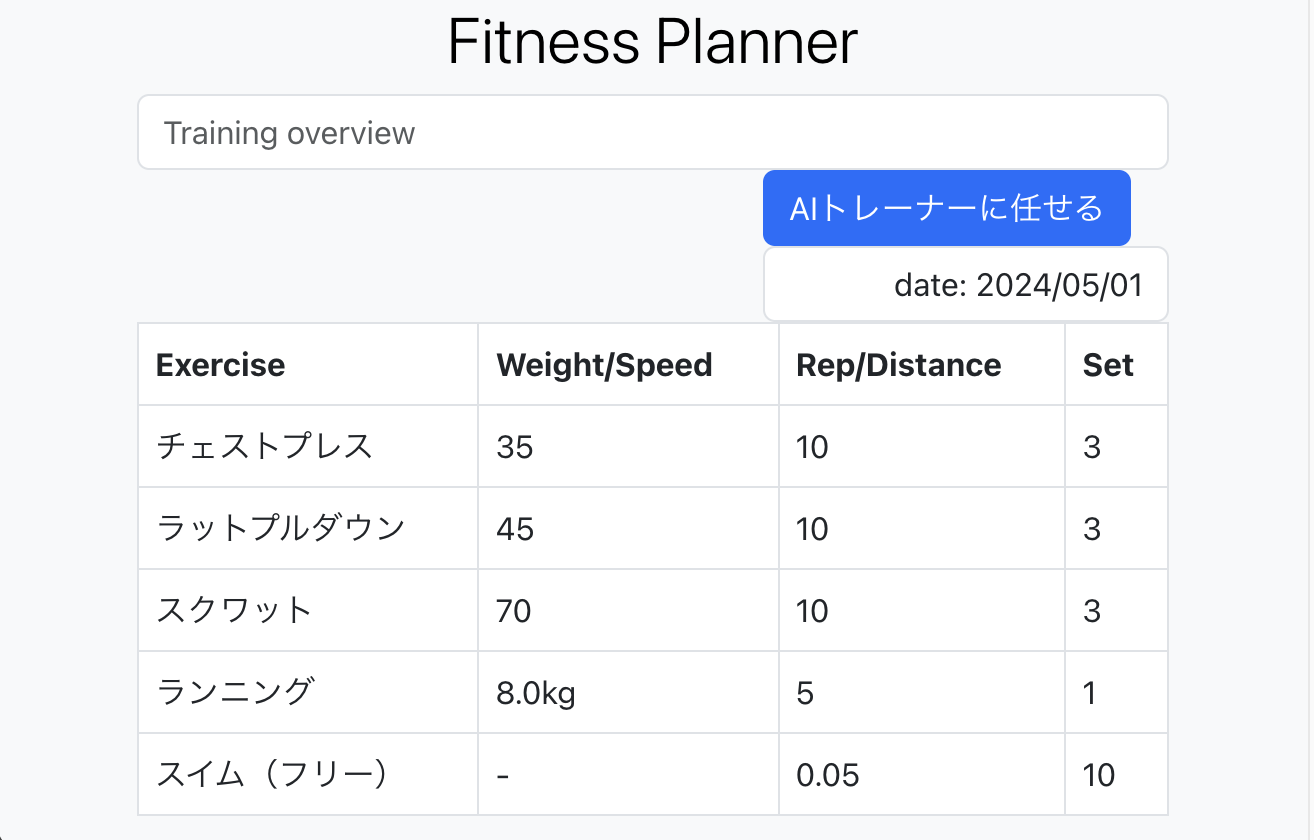 Fitness Planner
Training overview
AIトレーナーに任せる
date: 2024/05/01
Exercise Weight/Speed Rep/Distance Set
チェストプレス 35 10 3
ラットプルダウン 45 10 3
スクワット 70 10 3
ランニング 8.0kg 5 1
スイム（フリー） - 0.05 10